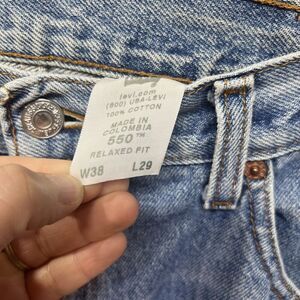 levi.com
(800) USA-LEVI
100% COTTON
MADE IN
COLOMBIA
550™
RELAXED FIT
W38 L29